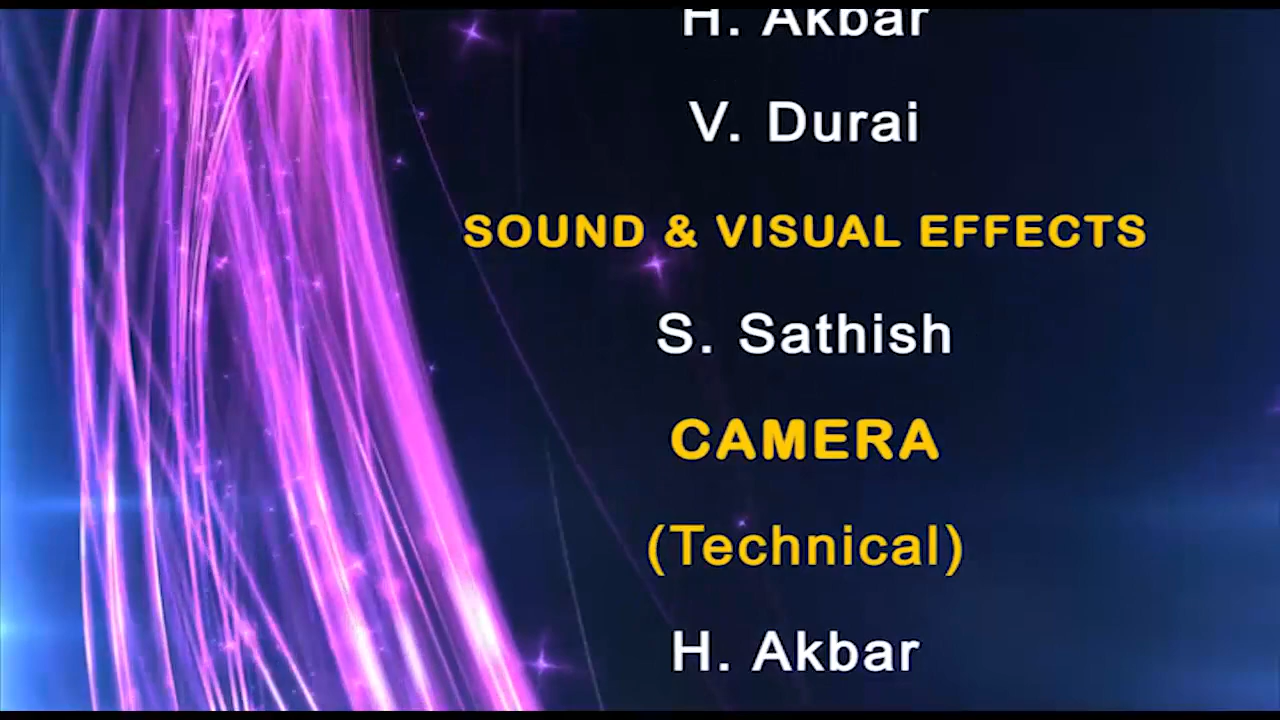 H. Akbar
V. Durai
SOUND & VISUAL EFFECTS
S. Sathish
CAMERA
(Technical)
H. Akbar